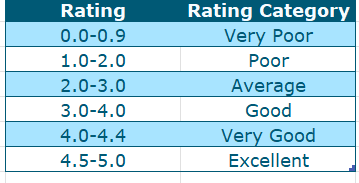 Rating Rating Category
0.0-0.9 Very Poor
1.0-2.0 Poor
2.0-3.0 Average
3.0-4.0 Good
4.0-4.4 Very Good
4.5-5.0 Excellent